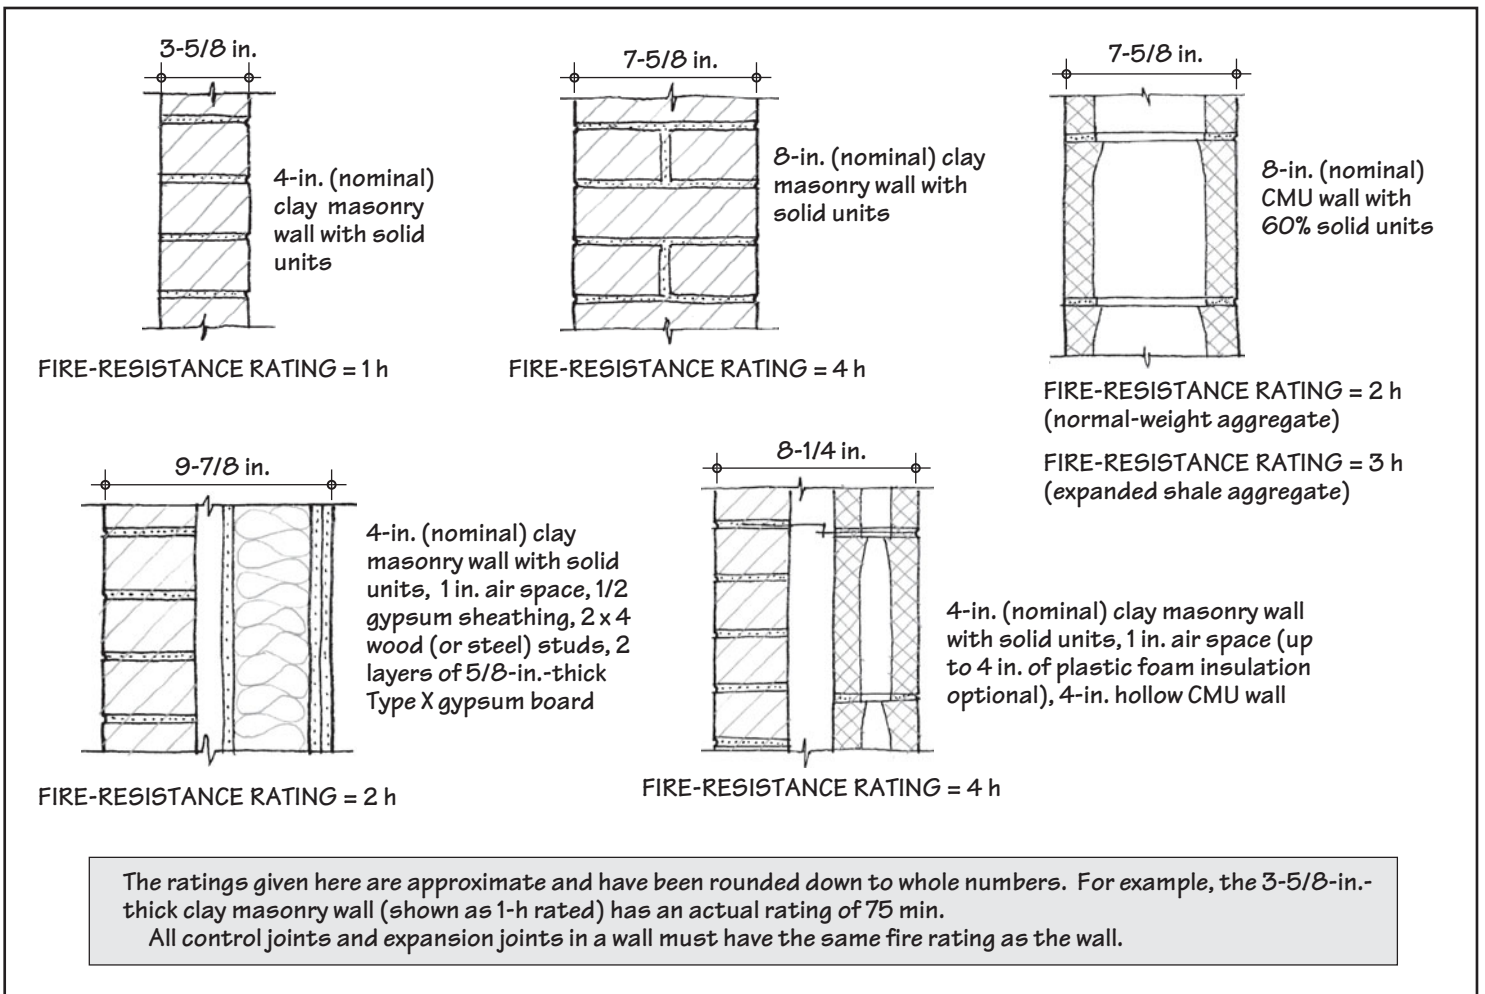 3-5/8 in.
4-in. (nominal)
clay masonry
wall with solid
units
FIRE-RESISTANCE RATING = 1 h
7-5/8 in.
8-in. (nominal) clay
masonry wall with
solid units
FIRE-RESISTANCE RATING = 4 h
7-5/8 in.
8-in. (nominal)
CMU wall with
60% solid units
FIRE-RESISTANCE RATING = 2 h
(normal-weight aggregate)
FIRE-RESISTANCE RATING = 3 h
(expanded shale aggregate)
9-7/8 in.
4-in. (nominal) clay
masonry wall with solid
units, 1 in. air space, 1/2
gypsum sheathing, 2 x 4
wood (or steel) studs, 2
layers of 5/8-in.-thick
Type X gypsum board
FIRE-RESISTANCE RATING = 2 h
8-1/4 in.
4-in. (nominal) clay masonry wall
with solid units, 1 in. air space (up
to 4 in. of plastic foam insulation
optional), 4-in. hollow CMU wall
FIRE-RESISTANCE RATING = 4 h
The ratings given here are approximate and have been rounded down to whole numbers. For example, the 3-5/8-in.-
thick clay masonry wall (shown as 1-h rated) has an actual rating of 75 min.
All control joints and expansion joints in a wall must have the same fire rating as the wall.